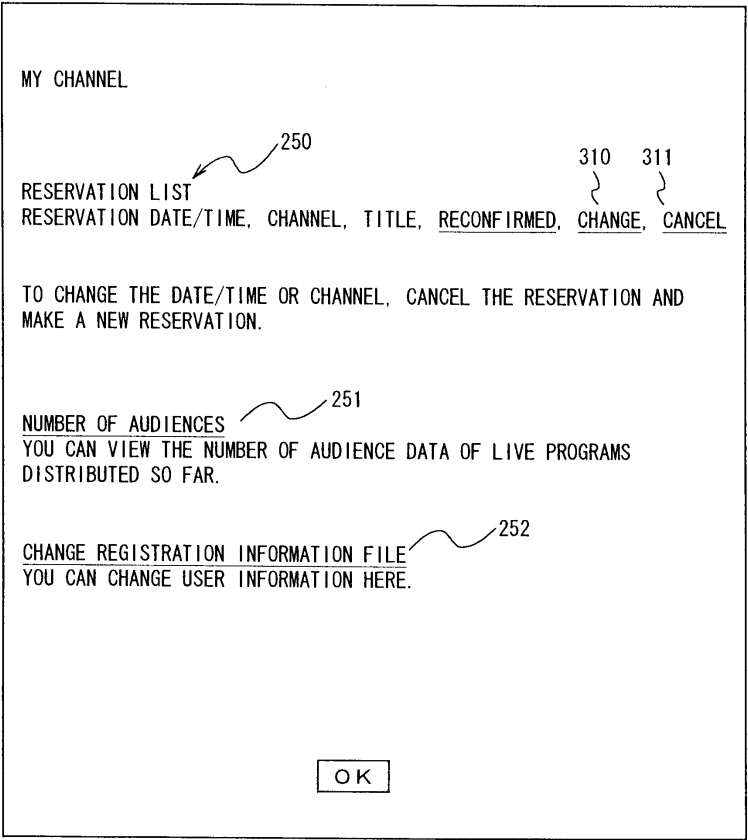 MY CHANNEL
250
310 311
RESERVATION LIST
RESERVATION DATE/TIME, CHANNEL, TITLE, RECONFIRMED, CHANGE, CANCEL
TO CHANGE THE DATE/TIME OR CHANNEL, CANCEL THE RESERVATION AND
MAKE A NEW RESERVATION.
251
NUMBER OF AUDIENCES
YOU CAN VIEW THE NUMBER OF AUDIENCE DATA OF LIVE PROGRAMS
DISTRIBUTED SO FAR.
252
CHANGE REGISTRATION INFORMATION FILE
YOU CAN CHANGE USER INFORMATION HERE.
OK